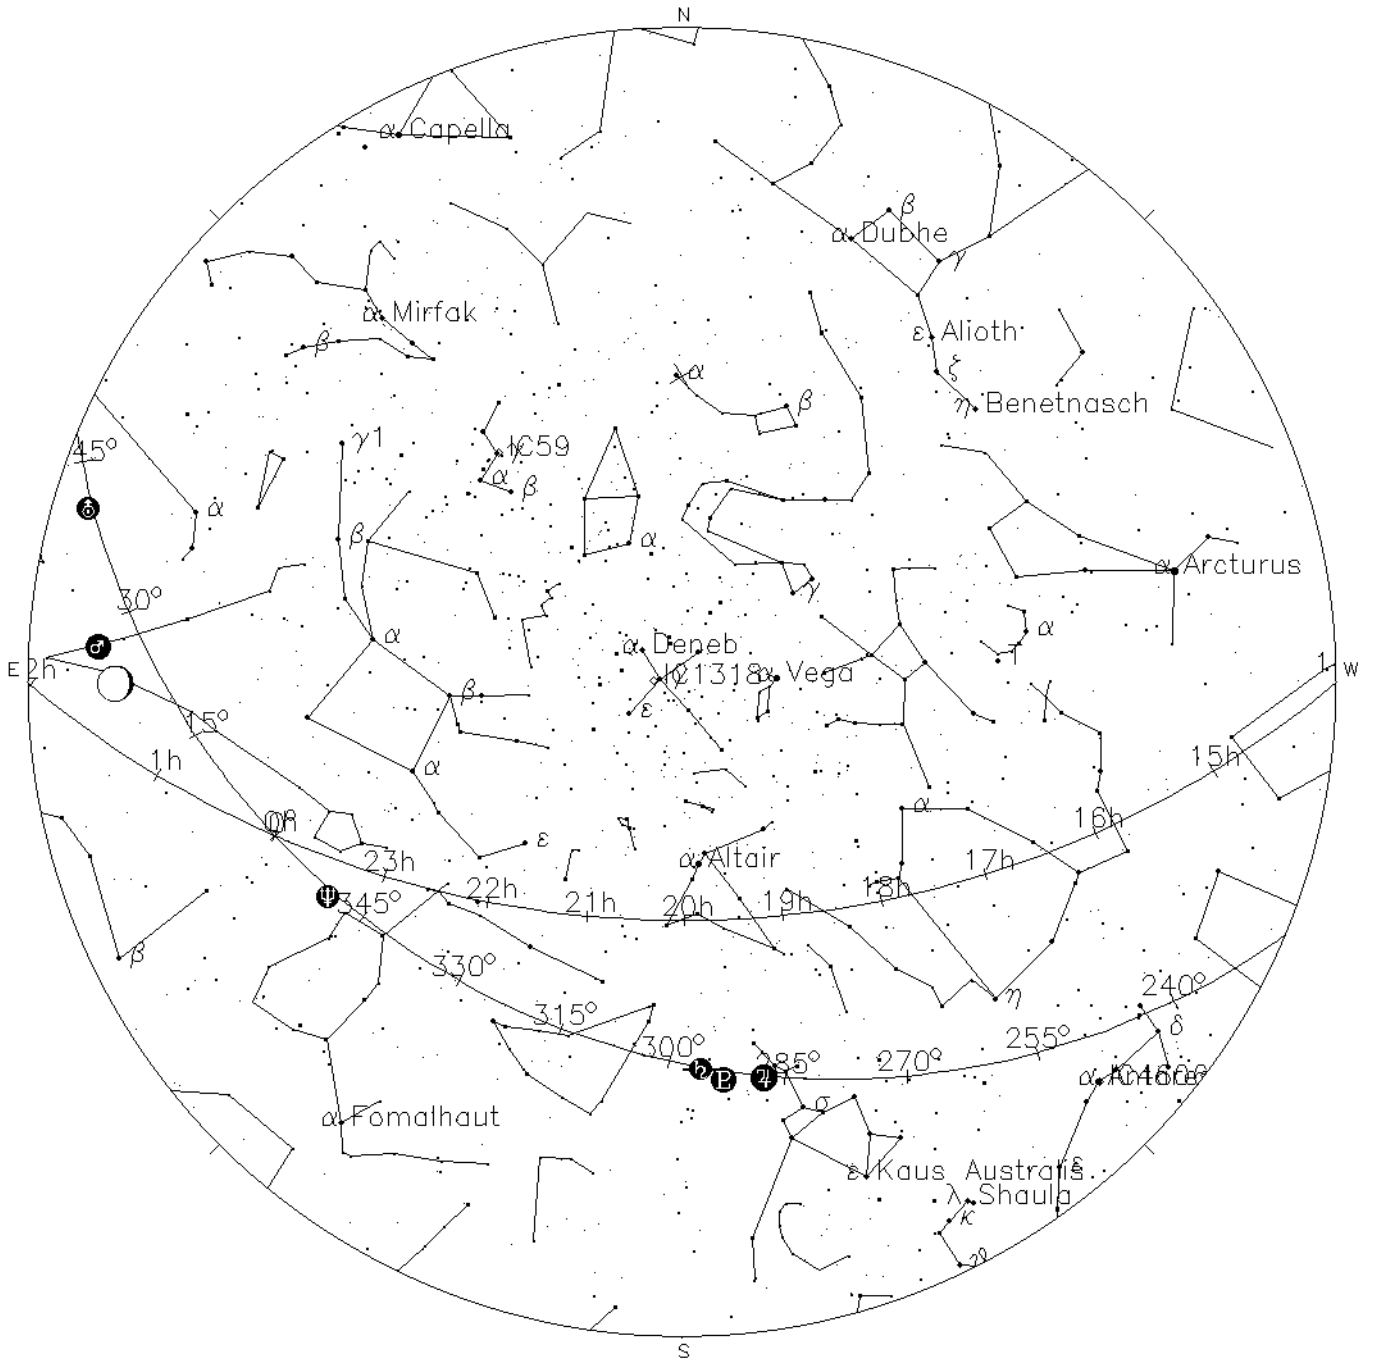 N
α Capella
β
α Dubhe
γ
α Mirfak
ε Alioth
β
ζ
α
η Benetnasch
β
γ1
IC59
γ
45°
α
β
α
β
α
α Arcturus
30°
γ
α
α
α Deneb
E
2h
IC1318
γ
α Vega
W
β
ε
15°
1h
15h
α
ε
α
16h
0°
0h
23h
α Altair
17h
22h
21h
20h
19h
18h
345°
β
330°
240°
η
315°
δ
300°
255°
285°
270°
α
σ
α Fomalhaut
ε Kaus Australis
ε
λ Shaula
κ
S